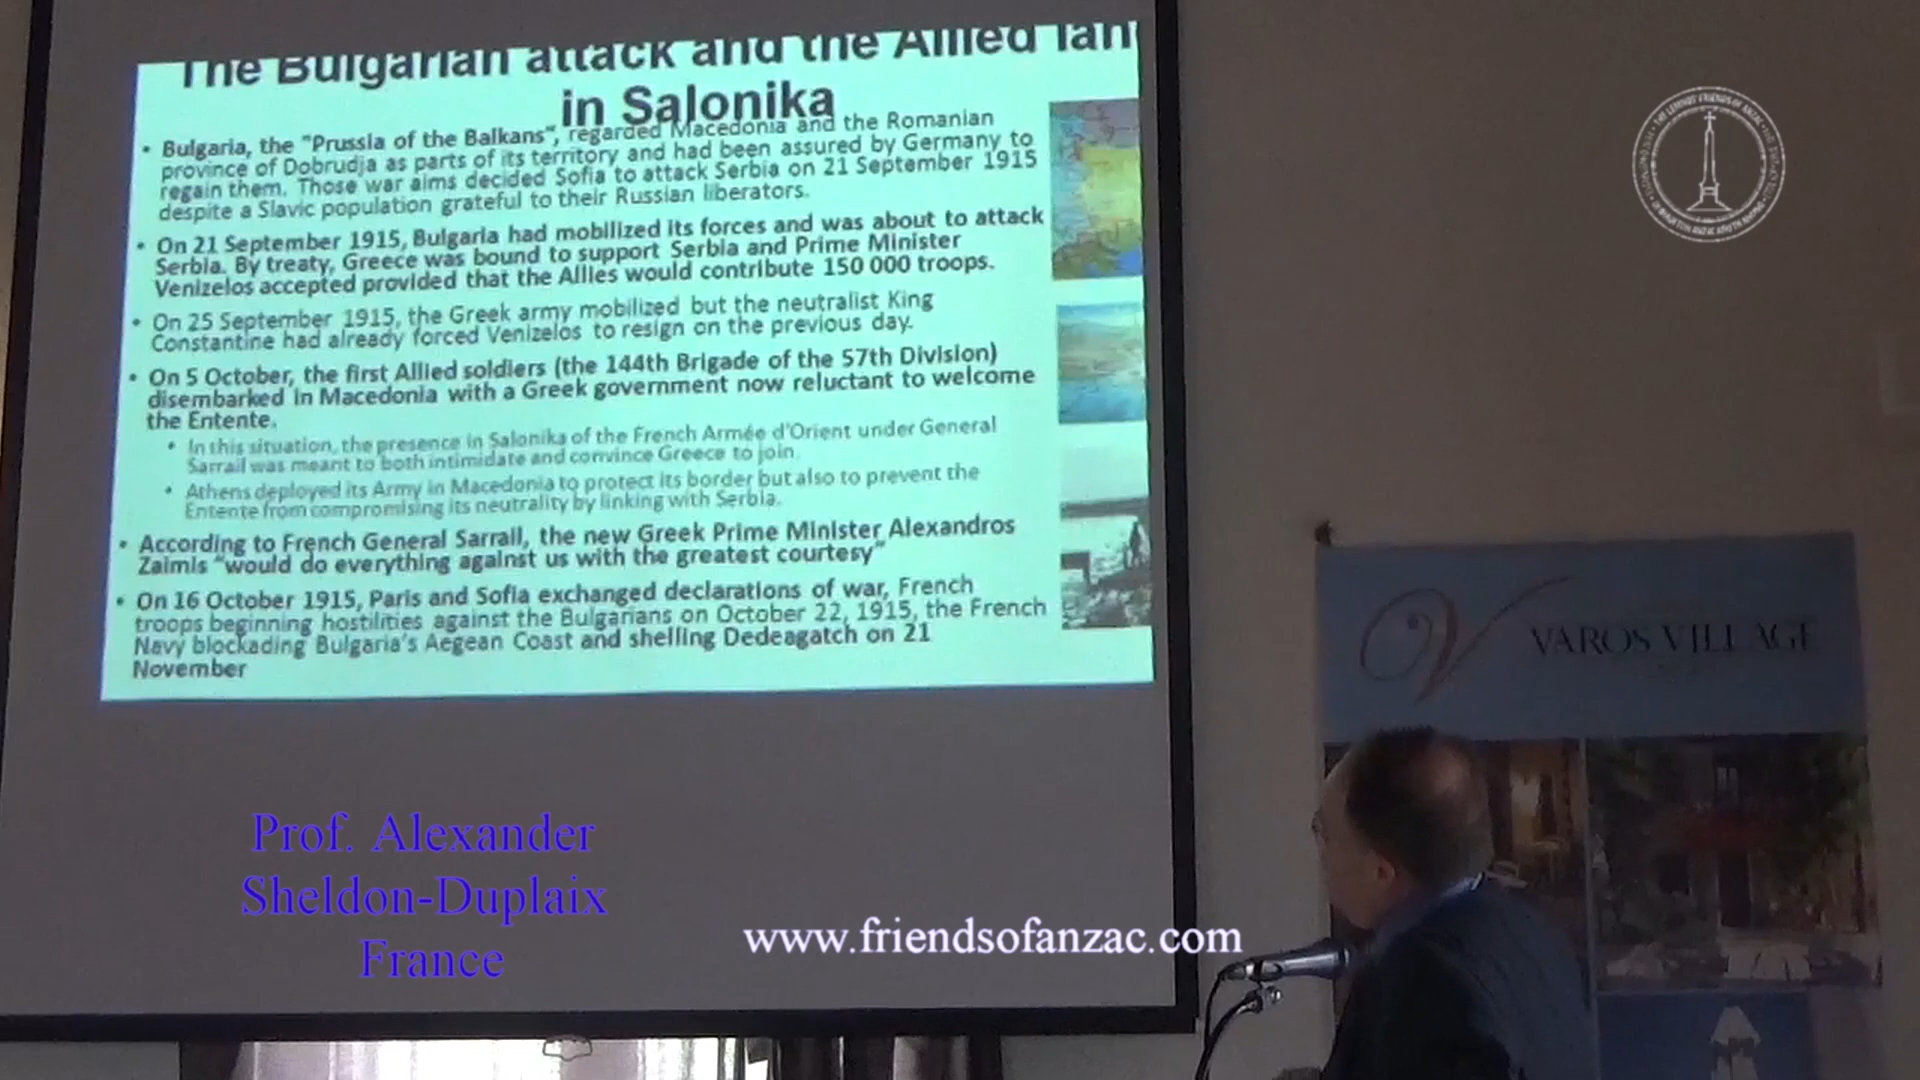 The Bulgarian attack and the Allied lan
in Salonika
• Bulgaria, the "Prussia of the Balkans", regarded Macedonia and the Romanian
province of Dobrudja as parts of its territory and had been assured by Germany to
regain them. Those war aims decided Sofia to attack Serbia on 21 September 1915
despite a Slavic population grateful to their Russian liberators.
• On 21 September 1915, Bulgaria had mobilized its forces and was about to attack
Serbia. By treaty, Greece was bound to support Serbia and Prime Minister
Venizelos accepted provided that the Allies would contribute 150 000 troops.
• On 25 September 1915, the Greek army mobilized but the neutralist King
Constantine had already forced Venizelos to resign on the previous day.
• On 5 October, the first Allied soldiers (the 144th Brigade of the 57th Division)
disembarked in Macedonia with a Greek government now reluctant to welcome
the Entente.
• In this situation, the presence in Salonika of the French Armée d'Orient under General
Sarrail was meant to both intimidate and convince Greece to join.
• Athens deployed its Army in Macedonia to protect its border but also to prevent the
Entente from compromising its neutrality by linking with Serbia.
• According to French General Sarrail, the new Greek Prime Minister Alexandros
Zaimis "would do everything against us with the greatest courtesy"
• On 16 October 1915, Paris and Sofia exchanged declarations of war, French
troops beginning hostilities against the Bulgarians on October 22, 1915, the French
Navy blockading Bulgaria's Aegean Coast and shelling Dedeagatch on 21
November
VAROS VILLAGE
Prof. Alexander
Sheldon-Duplaix
France
www.friendsofanzac.com